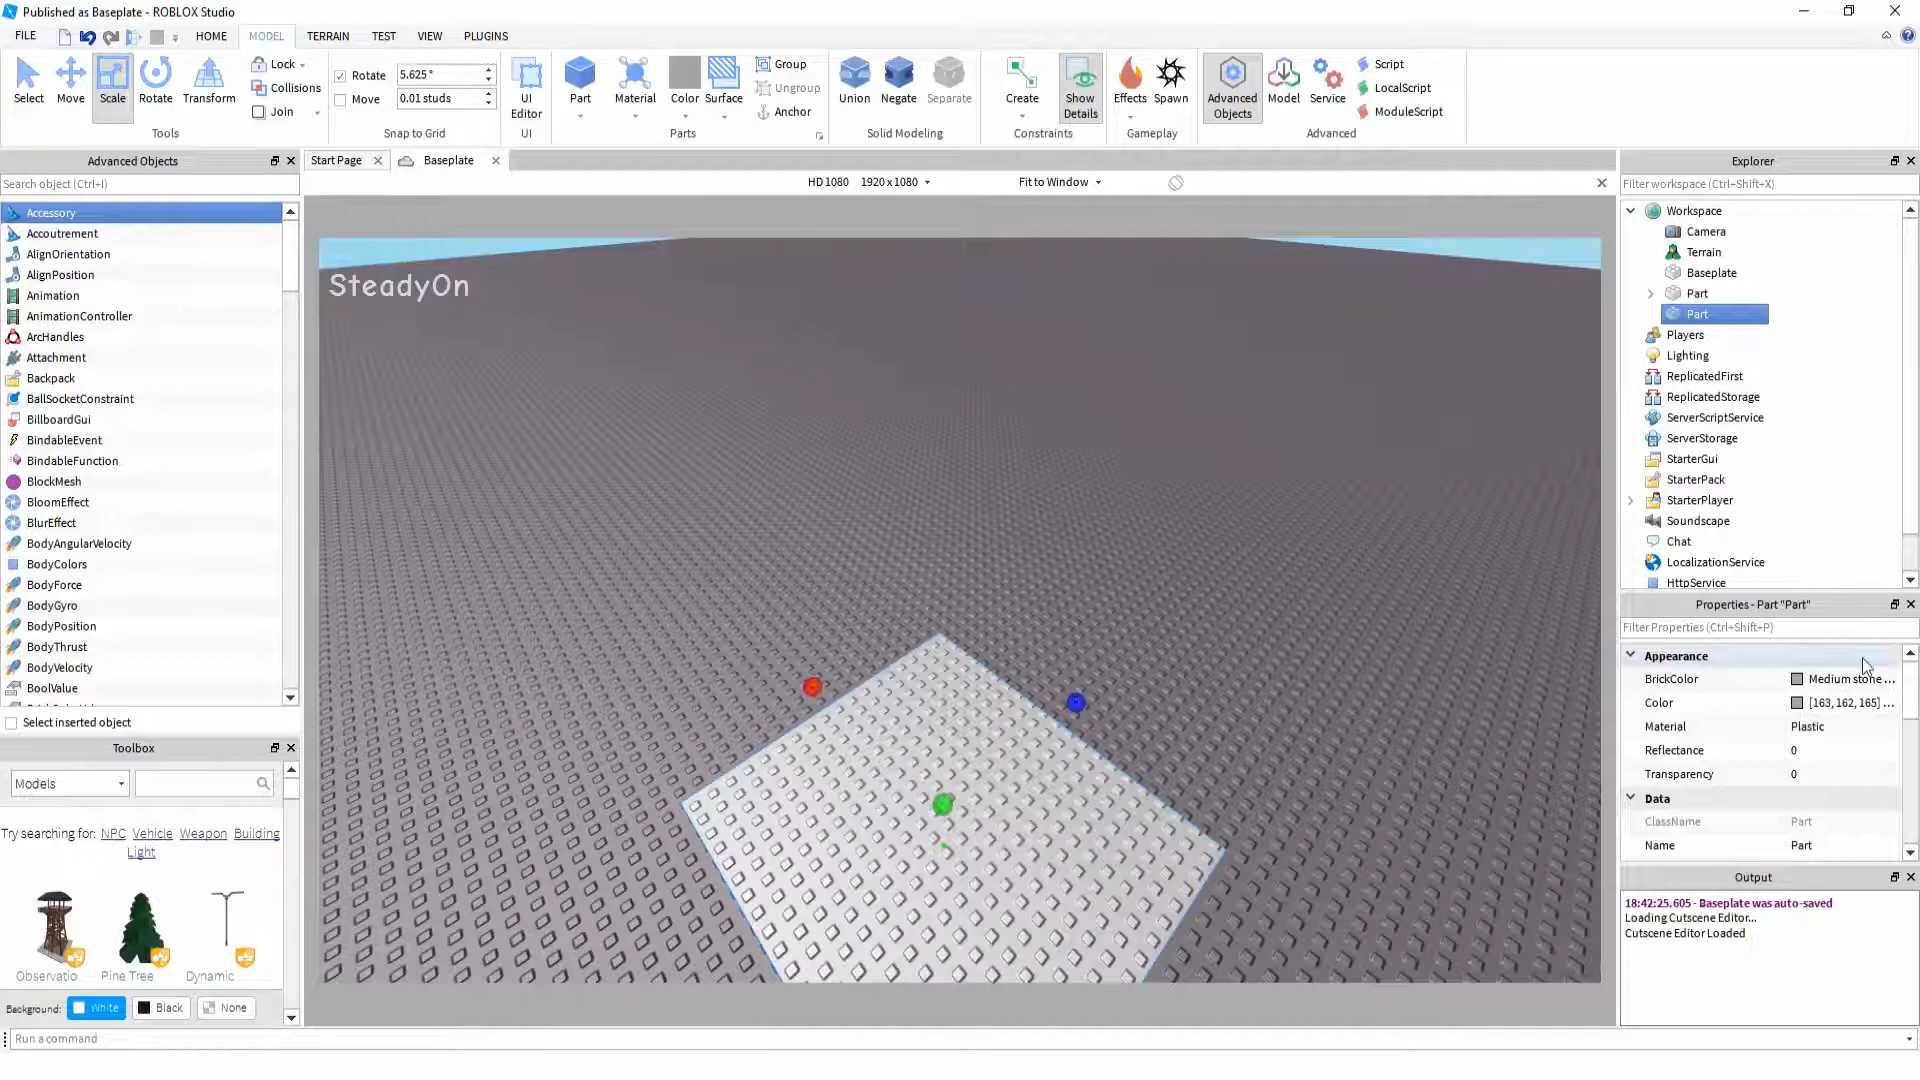 Published as Baseplate - ROBLOX Studio
FILE HOME MODEL TERRAIN TEST VIEW PLUGINS
Select Move Scale Rotate Transform
Lock
Collisions
Join
Tools
Rotate 5.625 °
Move 0.01 studs
Snap to Grid
UI Editor
UI
Part Material Color Surface
Group
Ungroup
Anchor
Parts
Union Negate Separate
Solid Modeling
Create Show Details
Constraints
Effects Spawn
Gameplay
Advanced Objects Model Service
Script
LocalScript
ModuleScript
Advanced
Advanced Objects
Search object (Ctrl+I)
Accessory
Accoutrement
AlignOrientation
AlignPosition
Animation
AnimationController
ArcHandles
Attachment
Backpack
BallSocketConstraint
BillboardGui
BindableEvent
BindableFunction
BlockMesh
BloomEffect
BlurEffect
BodyAngularVelocity
BodyColors
BodyForce
BodyGyro
BodyPosition
BodyThrust
BodyVelocity
BoolValue
Select inserted object
Toolbox
Models
Try searching for: NPC Vehicle Weapon Building
Light
Observatio Pine Tree Dynamic
Background: White Black None
Run a command
Start Page Baseplate
HD 1080 1920 x 1080 Fit to Window
SteadyOn
Explorer
Filter workspace (Ctrl+Shift+X)
Workspace
Camera
Terrain
Baseplate
Part
Part
Players
Lighting
ReplicatedFirst
ReplicatedStorage
ServerScriptService
ServerStorage
StarterGui
StarterPack
StarterPlayer
Soundscape
Chat
LocalizationService
HttpService
Properties - Part "Part"
Filter Properties (Ctrl+Shift+P)
Appearance
BrickColor Medium stone ...
Color [163, 162, 165] ...
Material Plastic
Reflectance 0
Transparency 0
Data
ClassName Part
Name Part
Output
18:42:25.605 - Baseplate was auto-saved
Loading Cutscene Editor...
Cutscene Editor Loaded